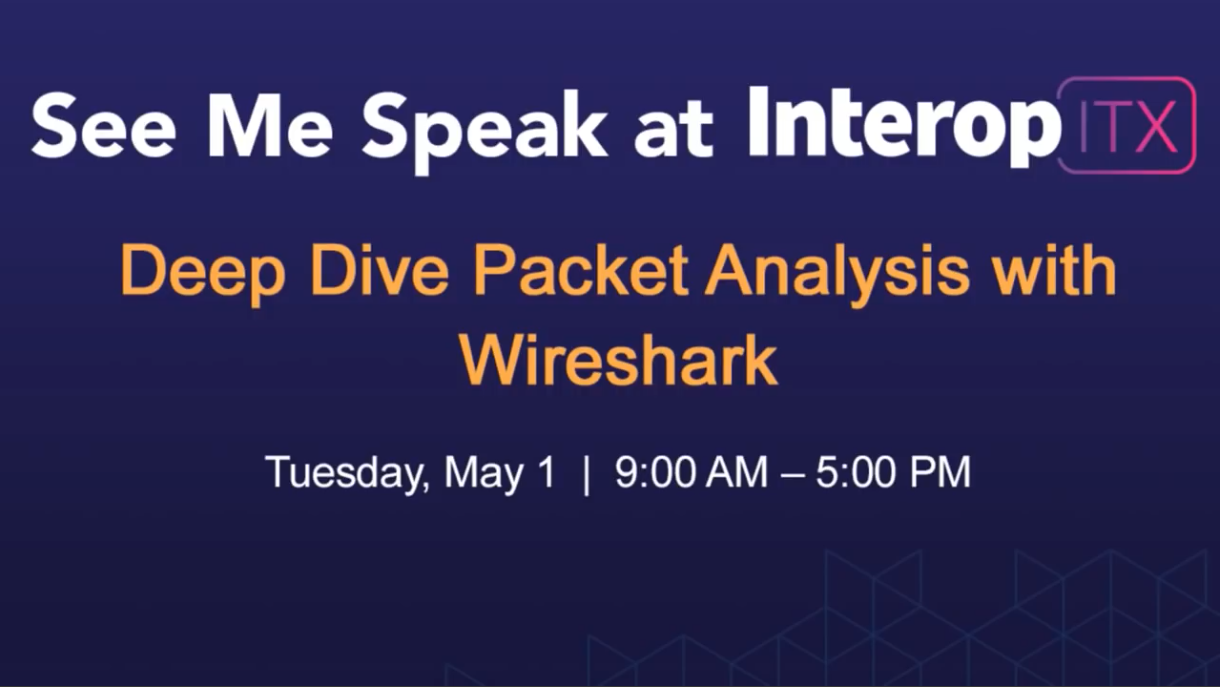 See Me Speak at Interop ITX
Deep Dive Packet Analysis with
Wireshark
Tuesday, May 1 | 9:00 AM – 5:00 PM